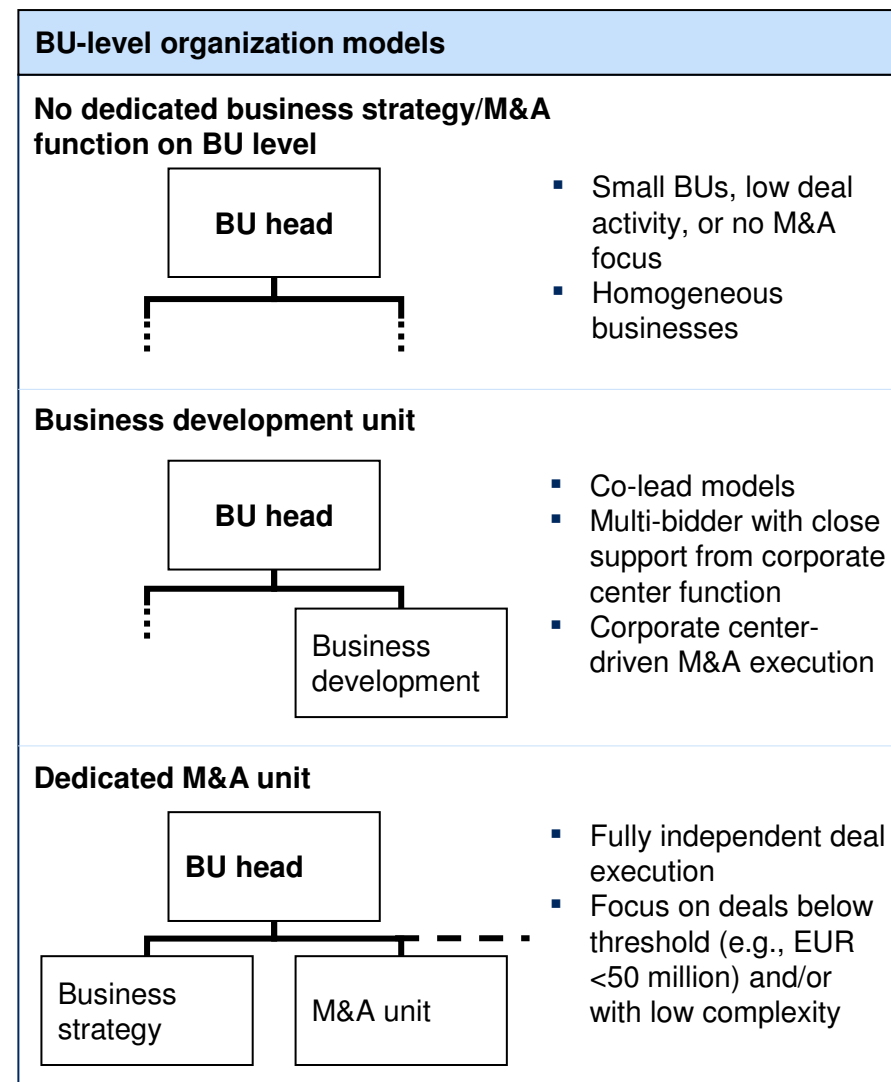 BU-level organization models
No dedicated business strategy/M&A
function on BU level
BU head
▪ Small BUs, low deal
activity, or no M&A
focus
▪ Homogeneous
businesses
Business development unit
BU head
Business
development
▪ Co-lead models
▪ Multi-bidder with close
support from corporate
center function
▪ Corporate center-
driven M&A execution
Dedicated M&A unit
BU head
Business
strategy
M&A unit
▪ Fully independent deal
execution
▪ Focus on deals below
threshold (e.g., EUR
<50 million) and/or
with low complexity